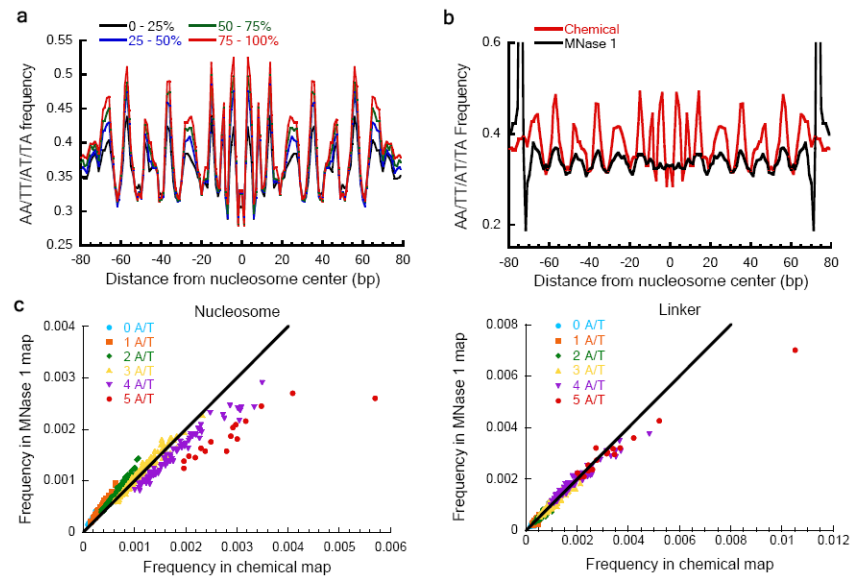 a
0 - 25%
50 - 75%
25 - 50%
75 - 100%
AA/TT/AT/TA frequency
0.55
0.5
0.45
0.4
0.35
0.3
0.25
-80 -60 -40 -20 0 20 40 60 80
Distance from nucleosome center (bp)
b
Chemical
MNase 1
AA/TT/AT/TA Frequency
0.6
0.4
0.2
-80 -60 -40 -20 0 20 40 60 80
Distance from nucleosome center (bp)
c
Nucleosome
0 A/T
1 A/T
2 A/T
3 A/T
4 A/T
5 A/T
Frequency in MNase 1 map
0.004
0.003
0.002
0.001
0
0 0.001 0.002 0.003 0.004 0.005 0.006
Frequency in chemical map
Linker
0 A/T
1 A/T
2 A/T
3 A/T
4 A/T
5 A/T
Frequency in MNase 1 map
0.008
0.006
0.004
0.002
0
0 0.002 0.004 0.006 0.008 0.01 0.012
Frequency in chemical map